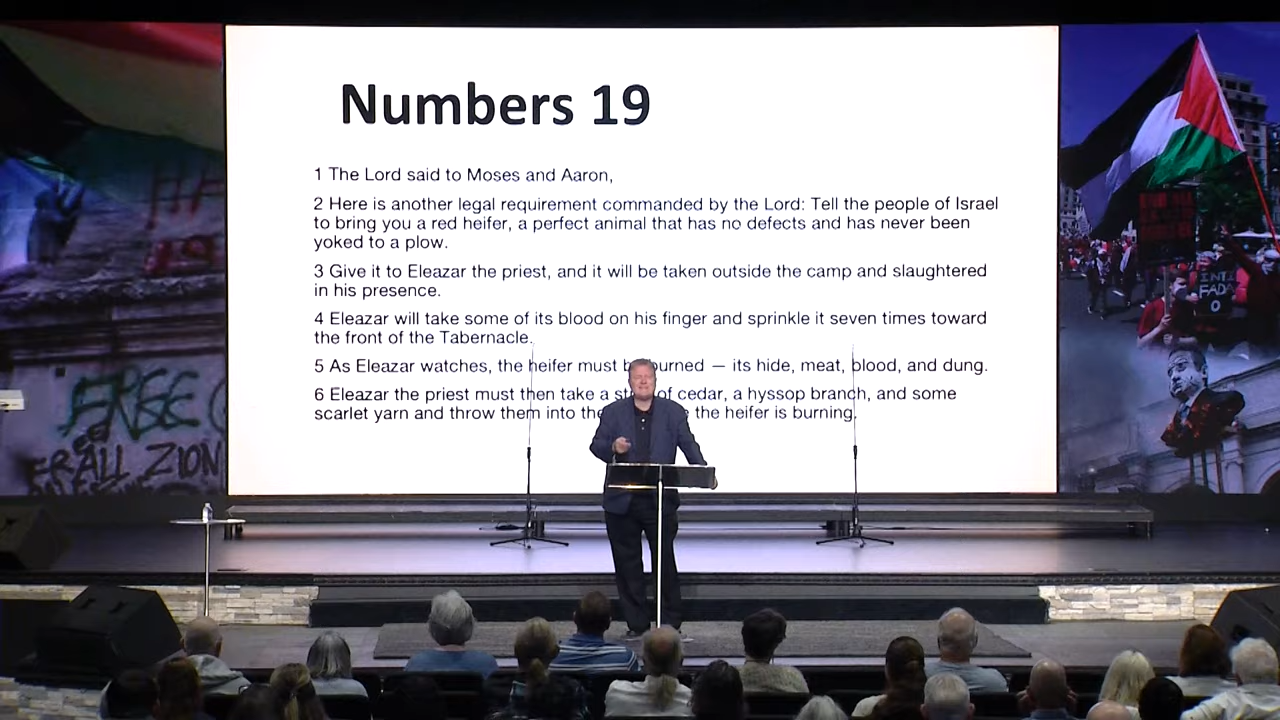 Numbers 19
1 The Lord said to Moses and Aaron,
2 Here is another legal requirement commanded by the Lord: Tell the people of Israel
to bring you a red heifer, a perfect animal that has no defects and has never been
yoked to a plow.
3 Give it to Eleazar the priest, and it will be taken outside the camp and slaughtered
in his presence.
4 Eleazar will take some of its blood on his finger and sprinkle it seven times toward
the front of the Tabernacle.
5 As Eleazar watches, the heifer must burned — its hide, meat, blood, and dung.
6 Eleazar the priest must then take a of cedar, a hyssop branch, and some
scarlet yarn and throw them into the the heifer is burning.
HA
INTI
FADA
ALL ZION